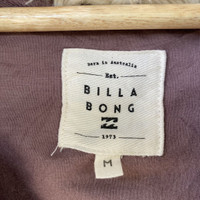 Born in Australia
Est.
BILLA
BONG
1973
M